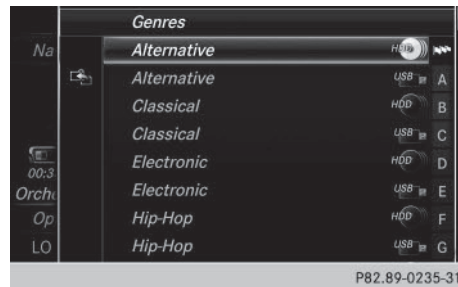 Genres
Na
Alternative HDD
Alternative USB A
Classical HDD B
Classical USB C
Electronic HDD D
00:3
Orche
Electronic USB E
Op
Hip-Hop HDD F
LO
Hip-Hop USB G
P82.89-0235-31